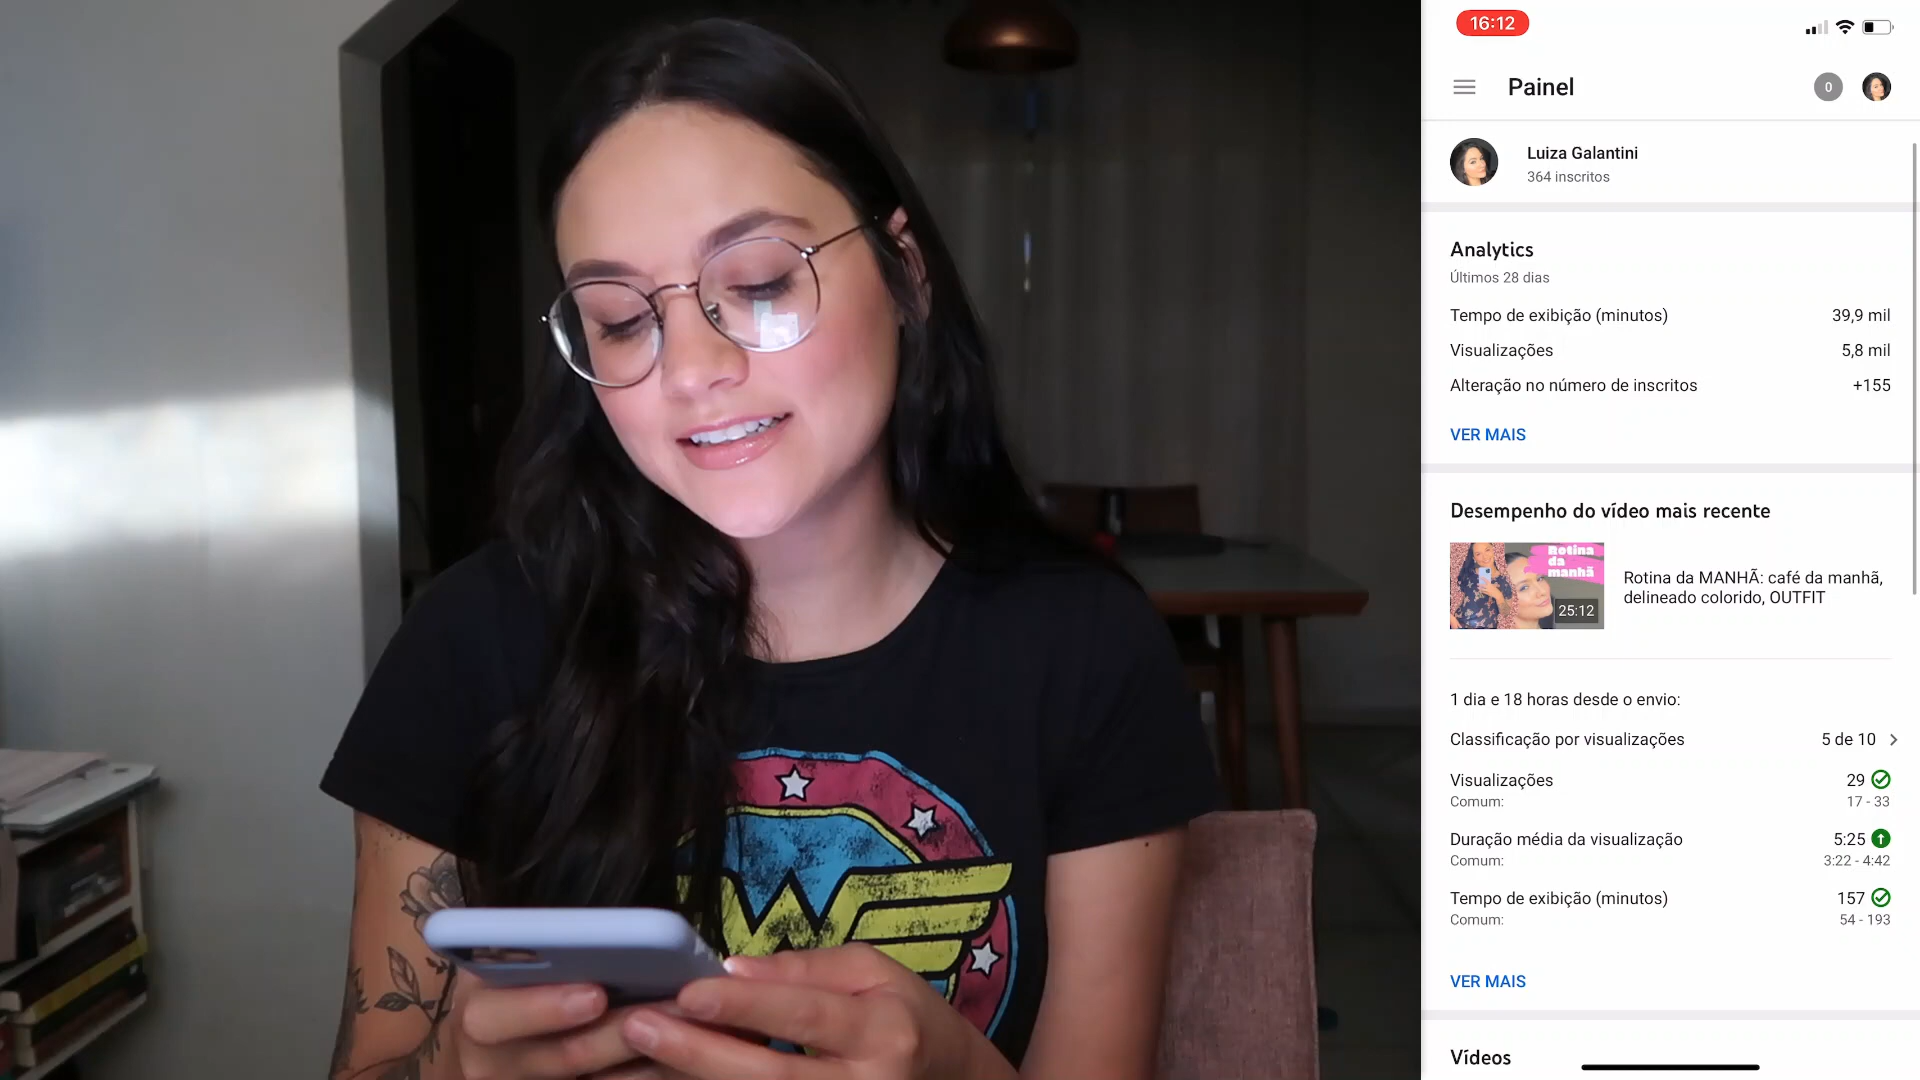 16:12
Painel
0
Luiza Galantini
364 inscritos
Analytics
Últimos 28 dias
Tempo de exibição (minutos) 39,9 mil
Visualizações 5,8 mil
Alteração no número de inscritos +155
VER MAIS
Desempenho do vídeo mais recente
Rotina
da
manhã
25:12
Rotina da MANHÃ: café da manhã,
delineado colorido, OUTFIT
1 dia e 18 horas desde o envio:
Classificação por visualizações 5 de 10
Visualizações 29
Comum: 17 - 33
Duração média da visualização 5:25
Comum: 3:22 - 4:42
Tempo de exibição (minutos) 157
Comum: 54 - 193
VER MAIS
Vídeos